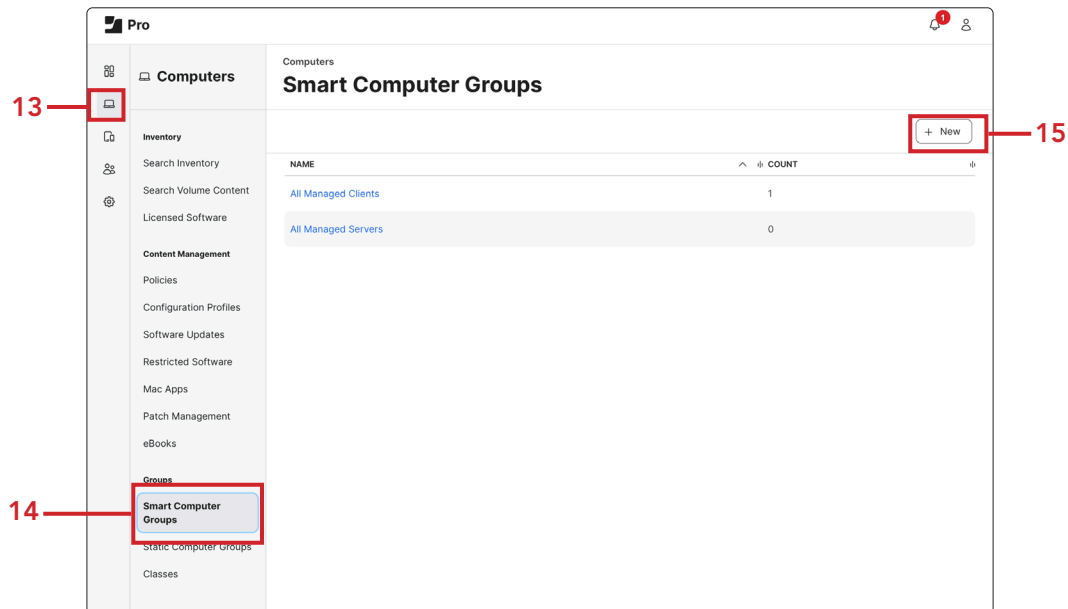 Pro
1
Computers
Computers
Smart Computer Groups
13
15
+ New
Inventory
Search Inventory
Search Volume Content
Licensed Software
Content Management
Policies
Configuration Profiles
Software Updates
Restricted Software
Mac Apps
Patch Management
eBooks
Groups
Smart Computer
Groups
14
Static Computer Groups
Classes
NAME COUNT
All Managed Clients 1
All Managed Servers 0